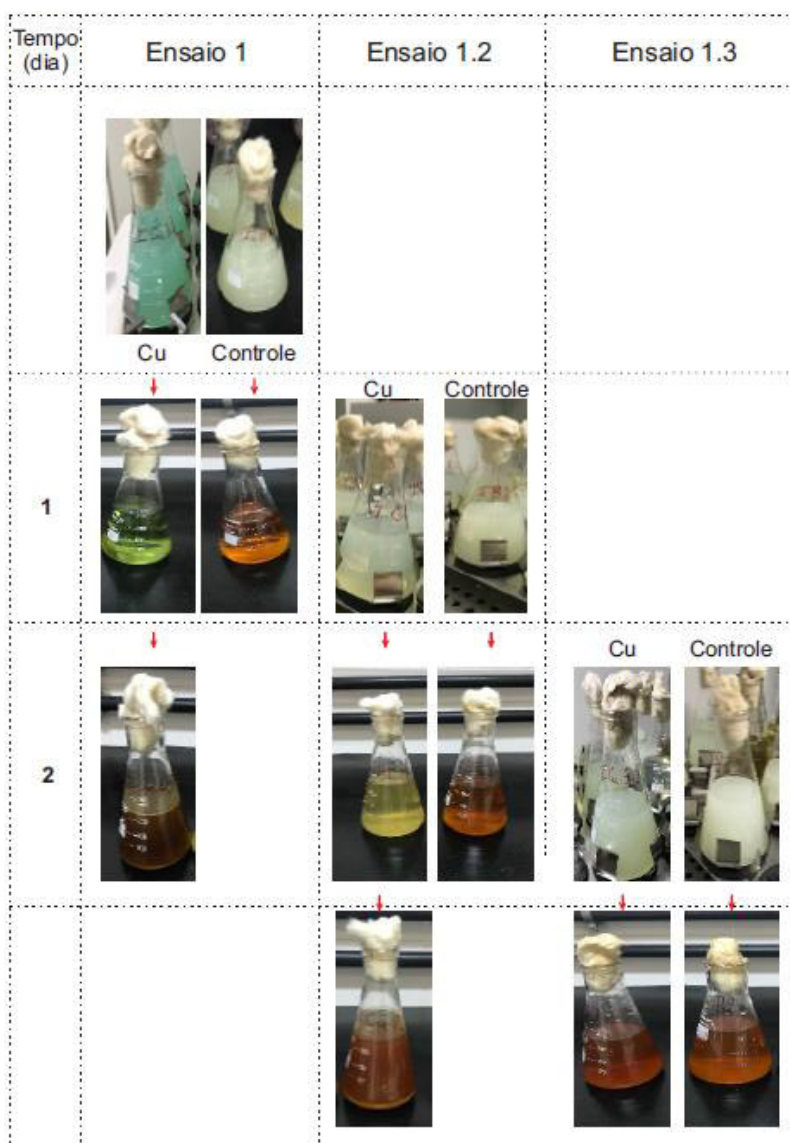 Tempo
(dia)
Ensaio 1
Ensaio 1.2
Ensaio 1.3
Cu
Controle
1
Cu
Controle
2
Cu
Controle